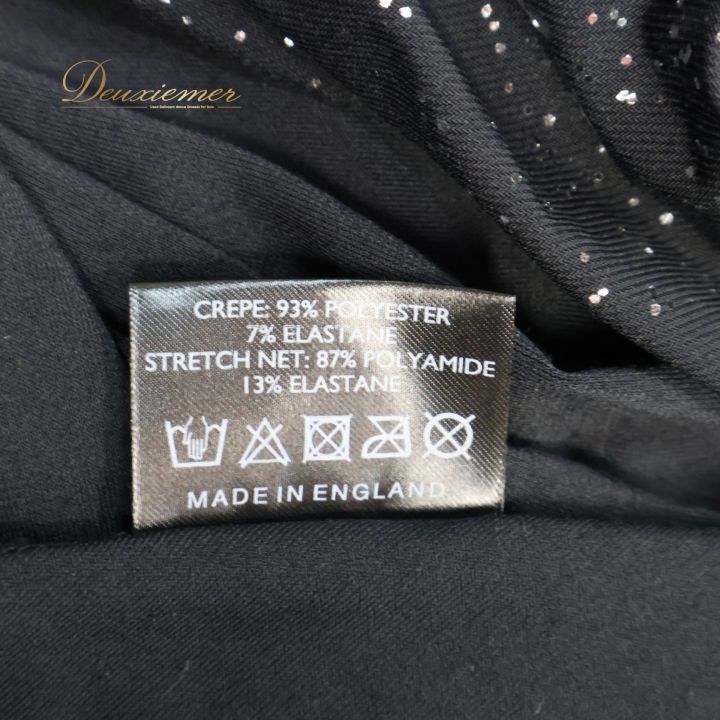 Deuxiemer
CREPE: 93% POLYESTER
7% ELASTANE
STRETCH NET: 87% POLYAMIDE
13% ELASTANE
MADE IN ENGLAND